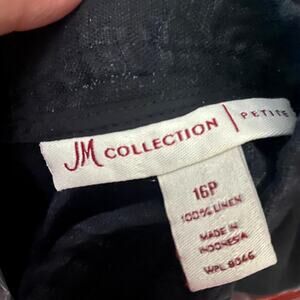 JM COLLECTION | PETITE
16P
100% LINEN
MADE IN
INDONESIA
WPL 8046